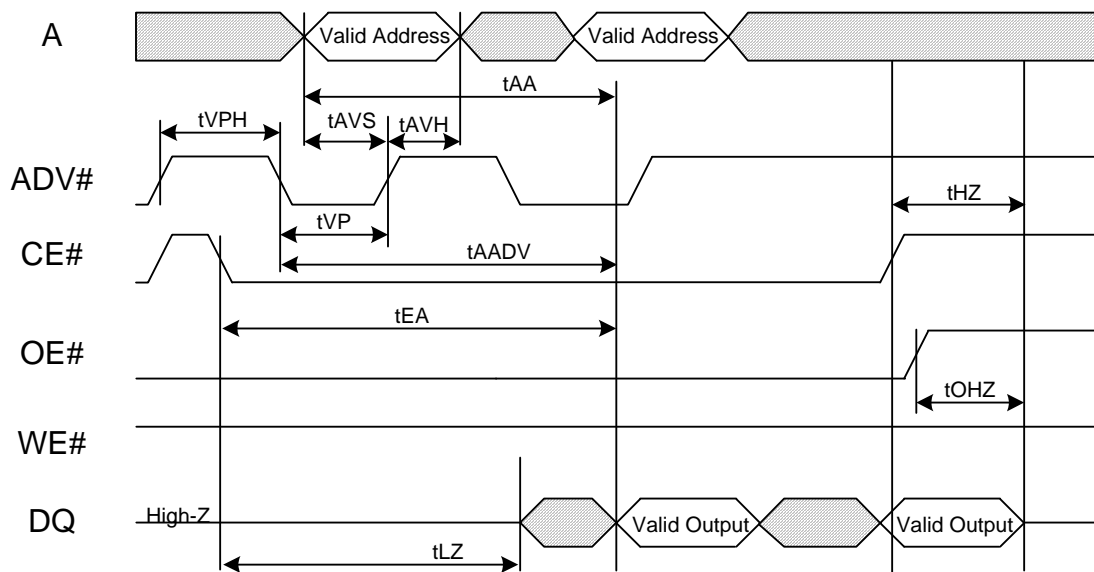 A
Valid Address
Valid Address
tAA
tVPH
tAVS
tAVH
ADV#
tHZ
tVP
CE#
tAADV
tEA
OE#
tOHZ
WE#
DQ
High-Z
Valid Output
Valid Output
tLZ